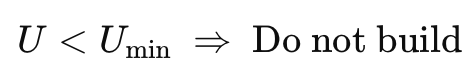 U < U_min ⇒ Do not build